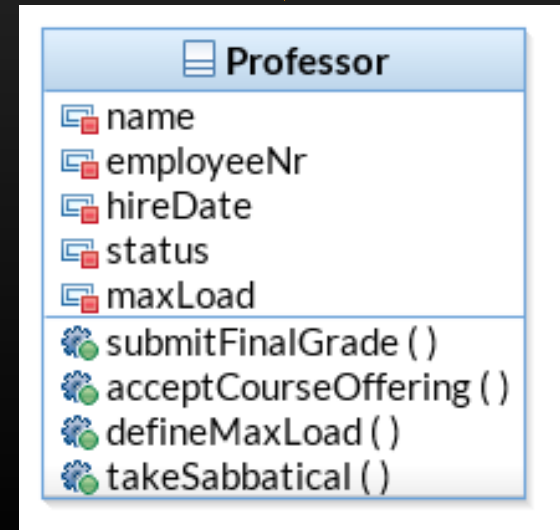 Professor
name
employeeNr
hireDate
status
maxLoad
submitFinalGrade ( )
acceptCourseOffering ( )
defineMaxLoad ( )
takeSabbatical ( )